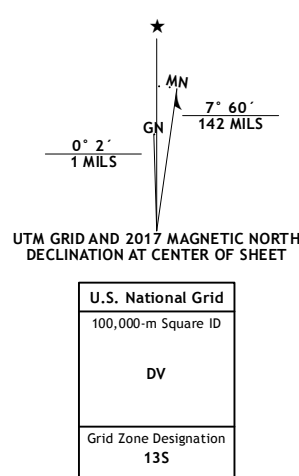 ★
MN
7° 60´
142 MILS
GN
0° 2´
1 MILS
UTM GRID AND 2017 MAGNETIC NORTH
DECLINATION AT CENTER OF SHEET
U.S. National Grid
100,000-m Square ID
DV
Grid Zone Designation
13S